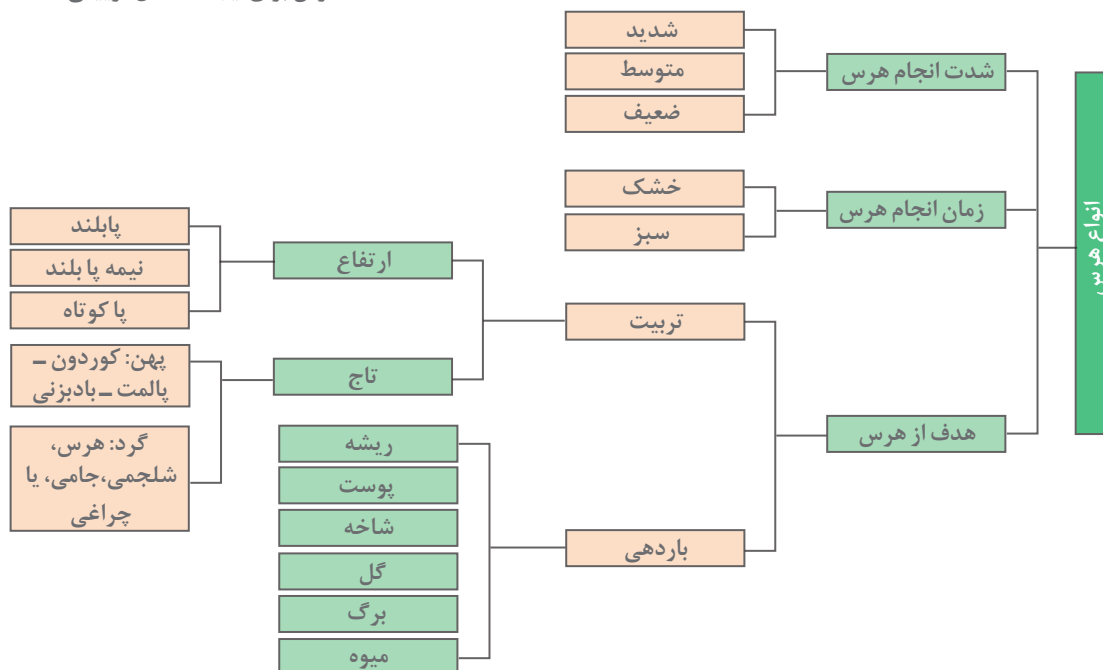 انواع هرس
شدت انجام هرس
شدید
متوسط
ضعیف
زمان انجام هرس
خشک
سبز
هدف از هرس
تربیت
ارتفاع
پابلند
نیمه پا بلند
پا کوتاه
تاج
پهن: کوردون ــ
پالمت ــ بادبزنی
گرد: هرس،
شلجمی،جامی، یا
چراغی
باردهی
ریشه
پوست
شاخه
گل
برگ
میوه